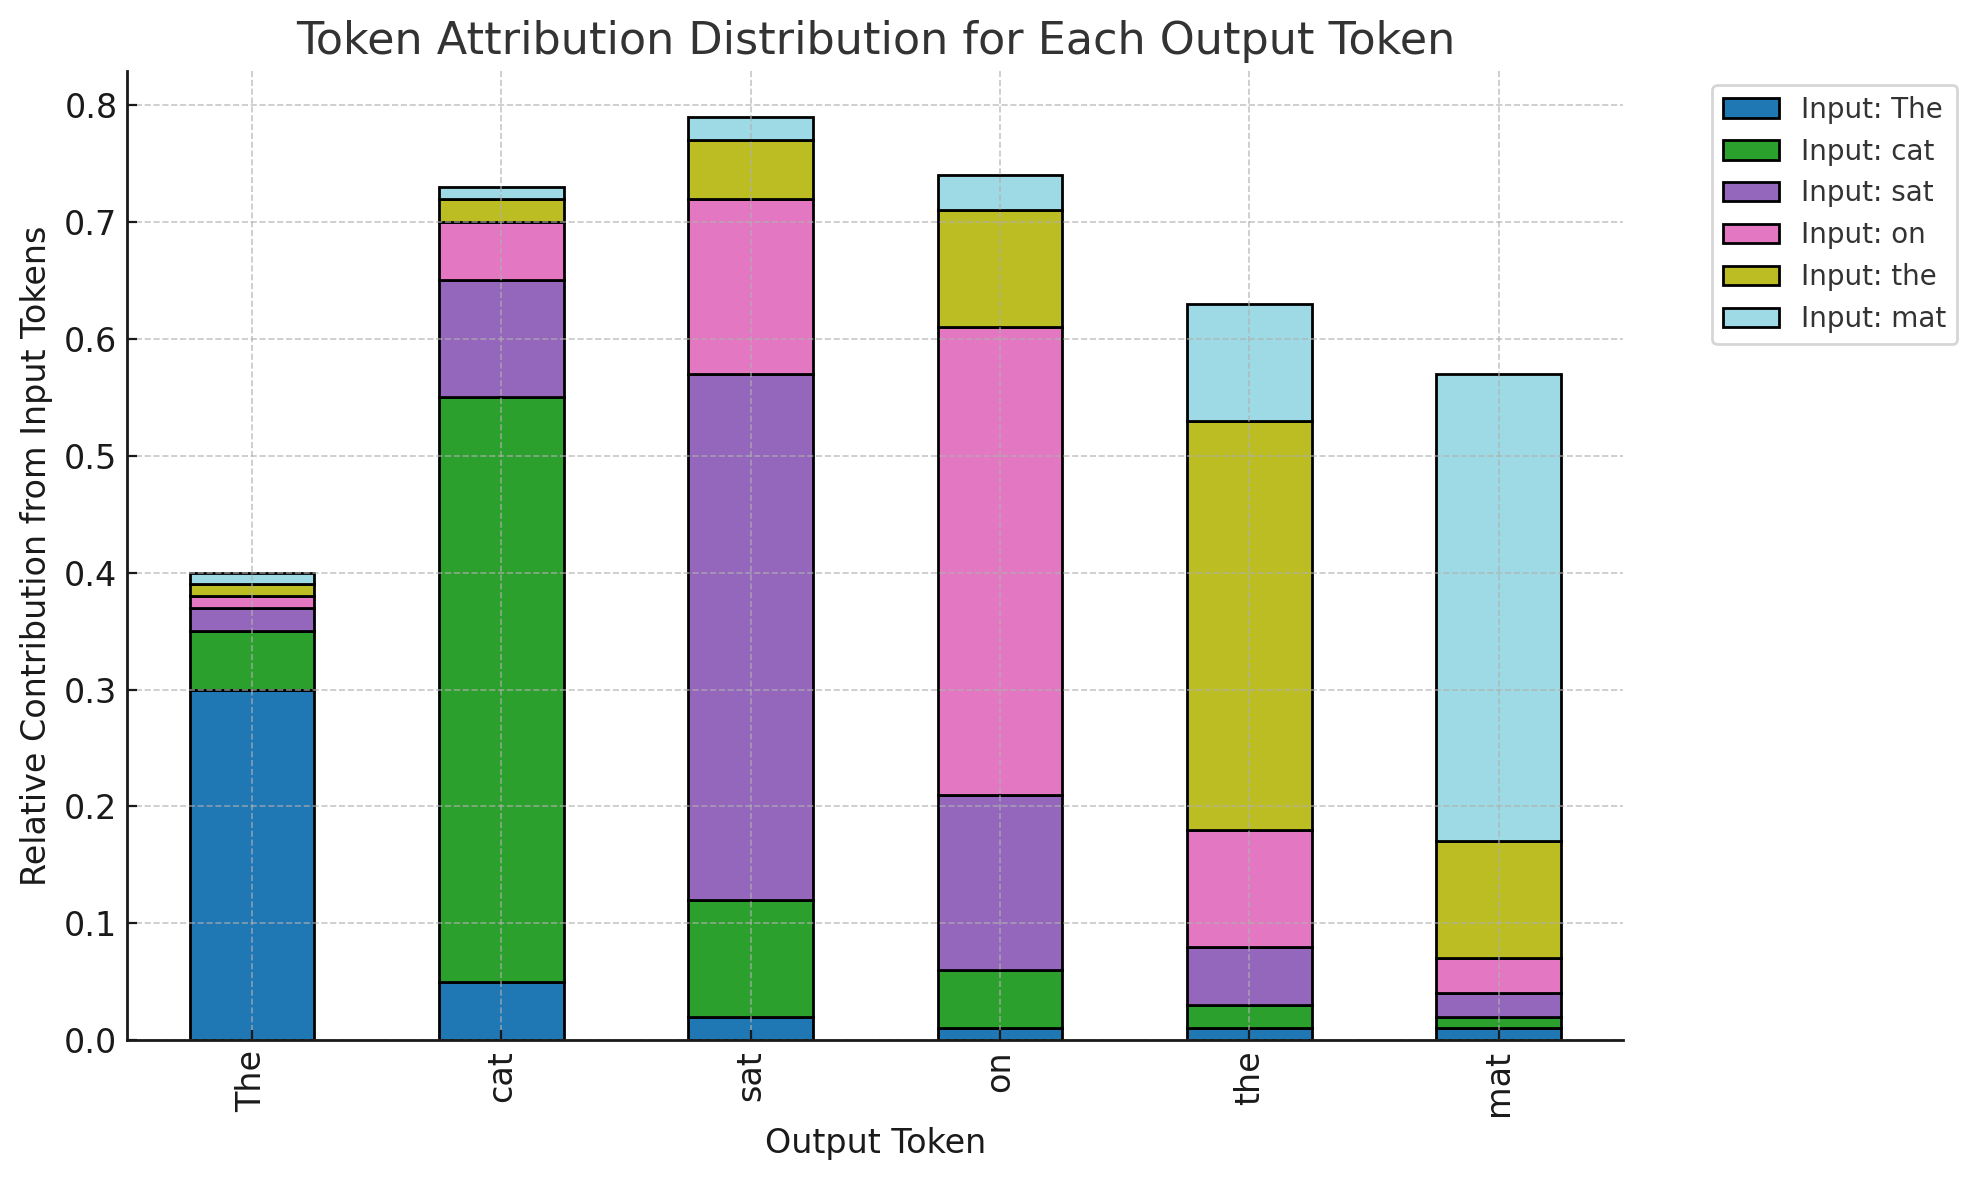 Token Attribution Distribution for Each Output Token
Relative Contribution from Input Tokens
0.8
0.7
0.6
0.5
0.4
0.3
0.2
0.1
0.0
The
cat
sat
on
the
mat
Output Token
Input: The
Input: cat
Input: sat
Input: on
Input: the
Input: mat